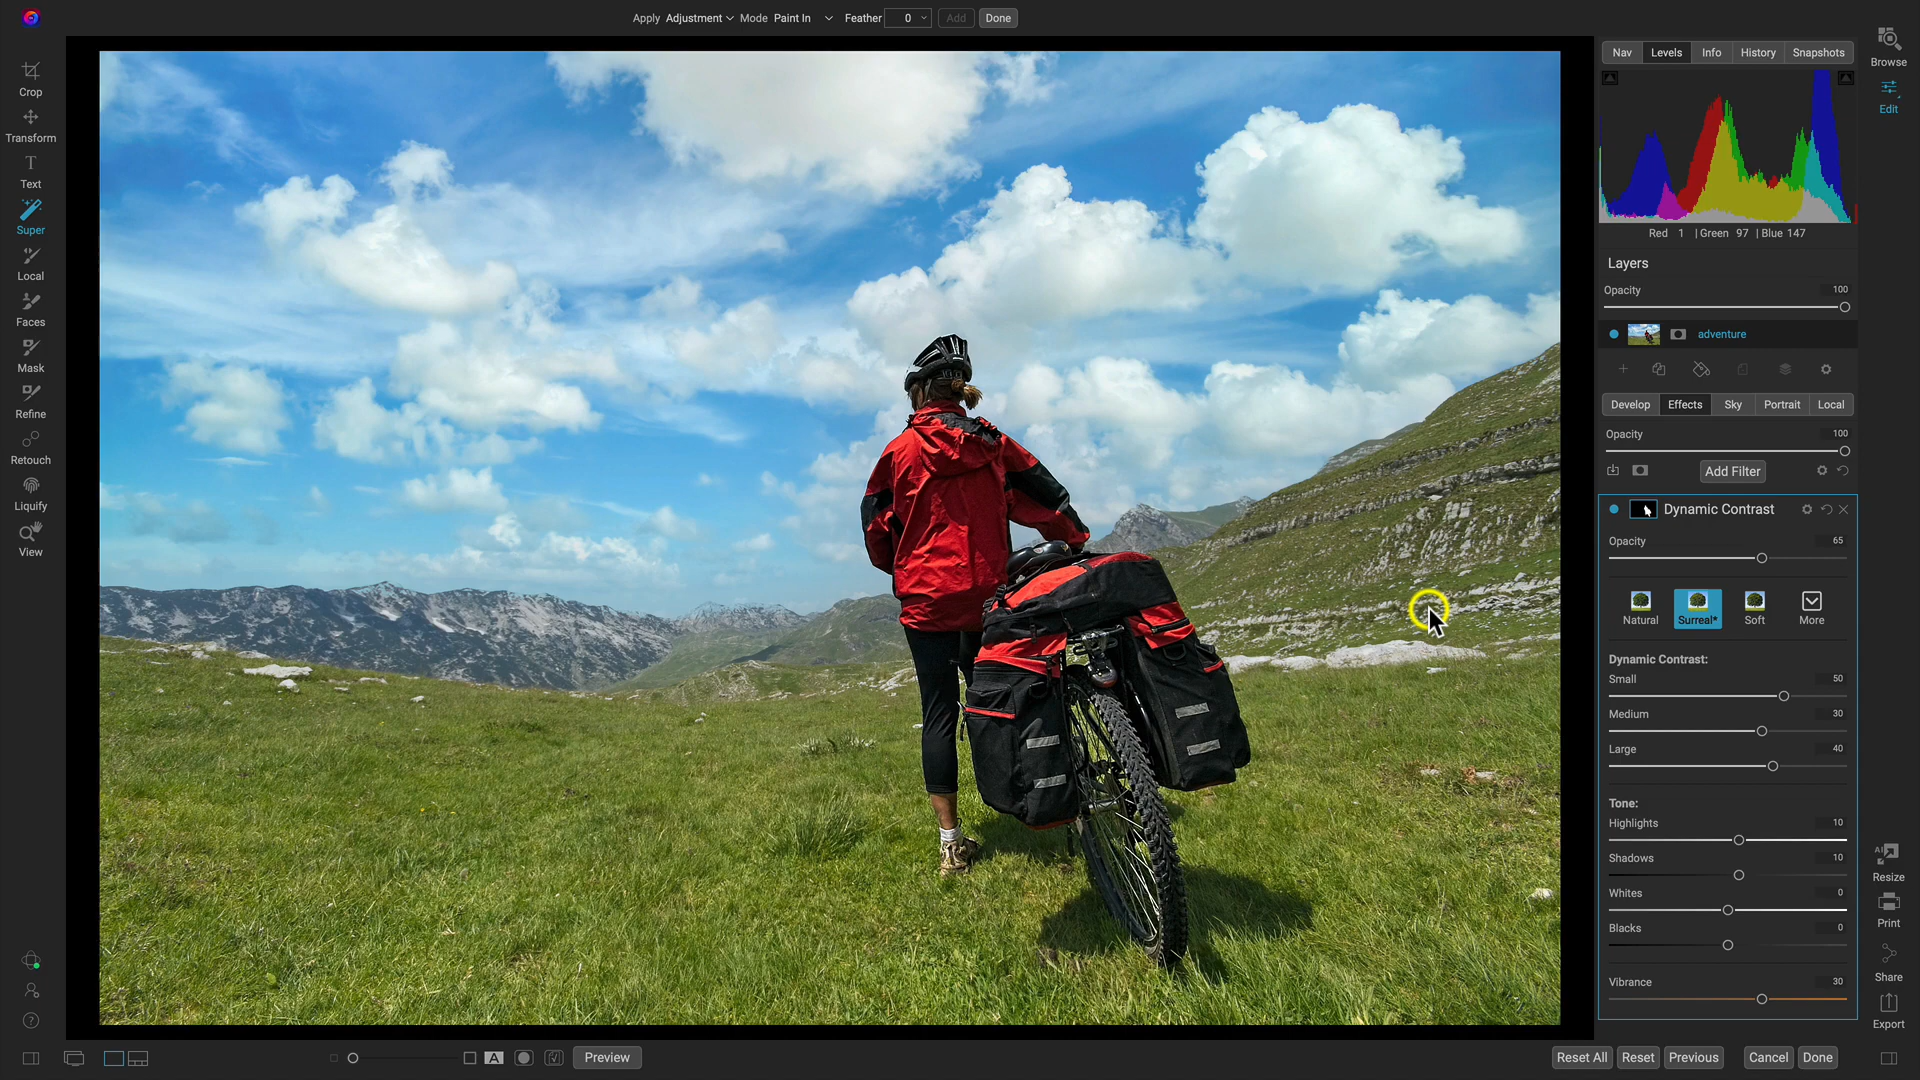 Apply Adjustment Mode Paint In Feather 0 Add Done
Crop
Transform
Text
Super
Local
Faces
Mask
Refine
Retouch
Liquify
View
Nav Levels Info History Snapshots
Browse
Edit
Red 1 | Green 97 | Blue 147
Layers
Opacity 100
adventure
Develop Effects Sky Portrait Local
Opacity 100
Add Filter
Dynamic Contrast
Opacity 65
Natural Surreal* Soft More
Dynamic Contrast:
Small 50
Medium 30
Large 40
Tone:
Highlights 10
Shadows 10
Whites 0
Blacks 0
Vibrance 30
AI
Resize
Print
Share
Export
A Preview
Reset All Reset Previous Cancel Done